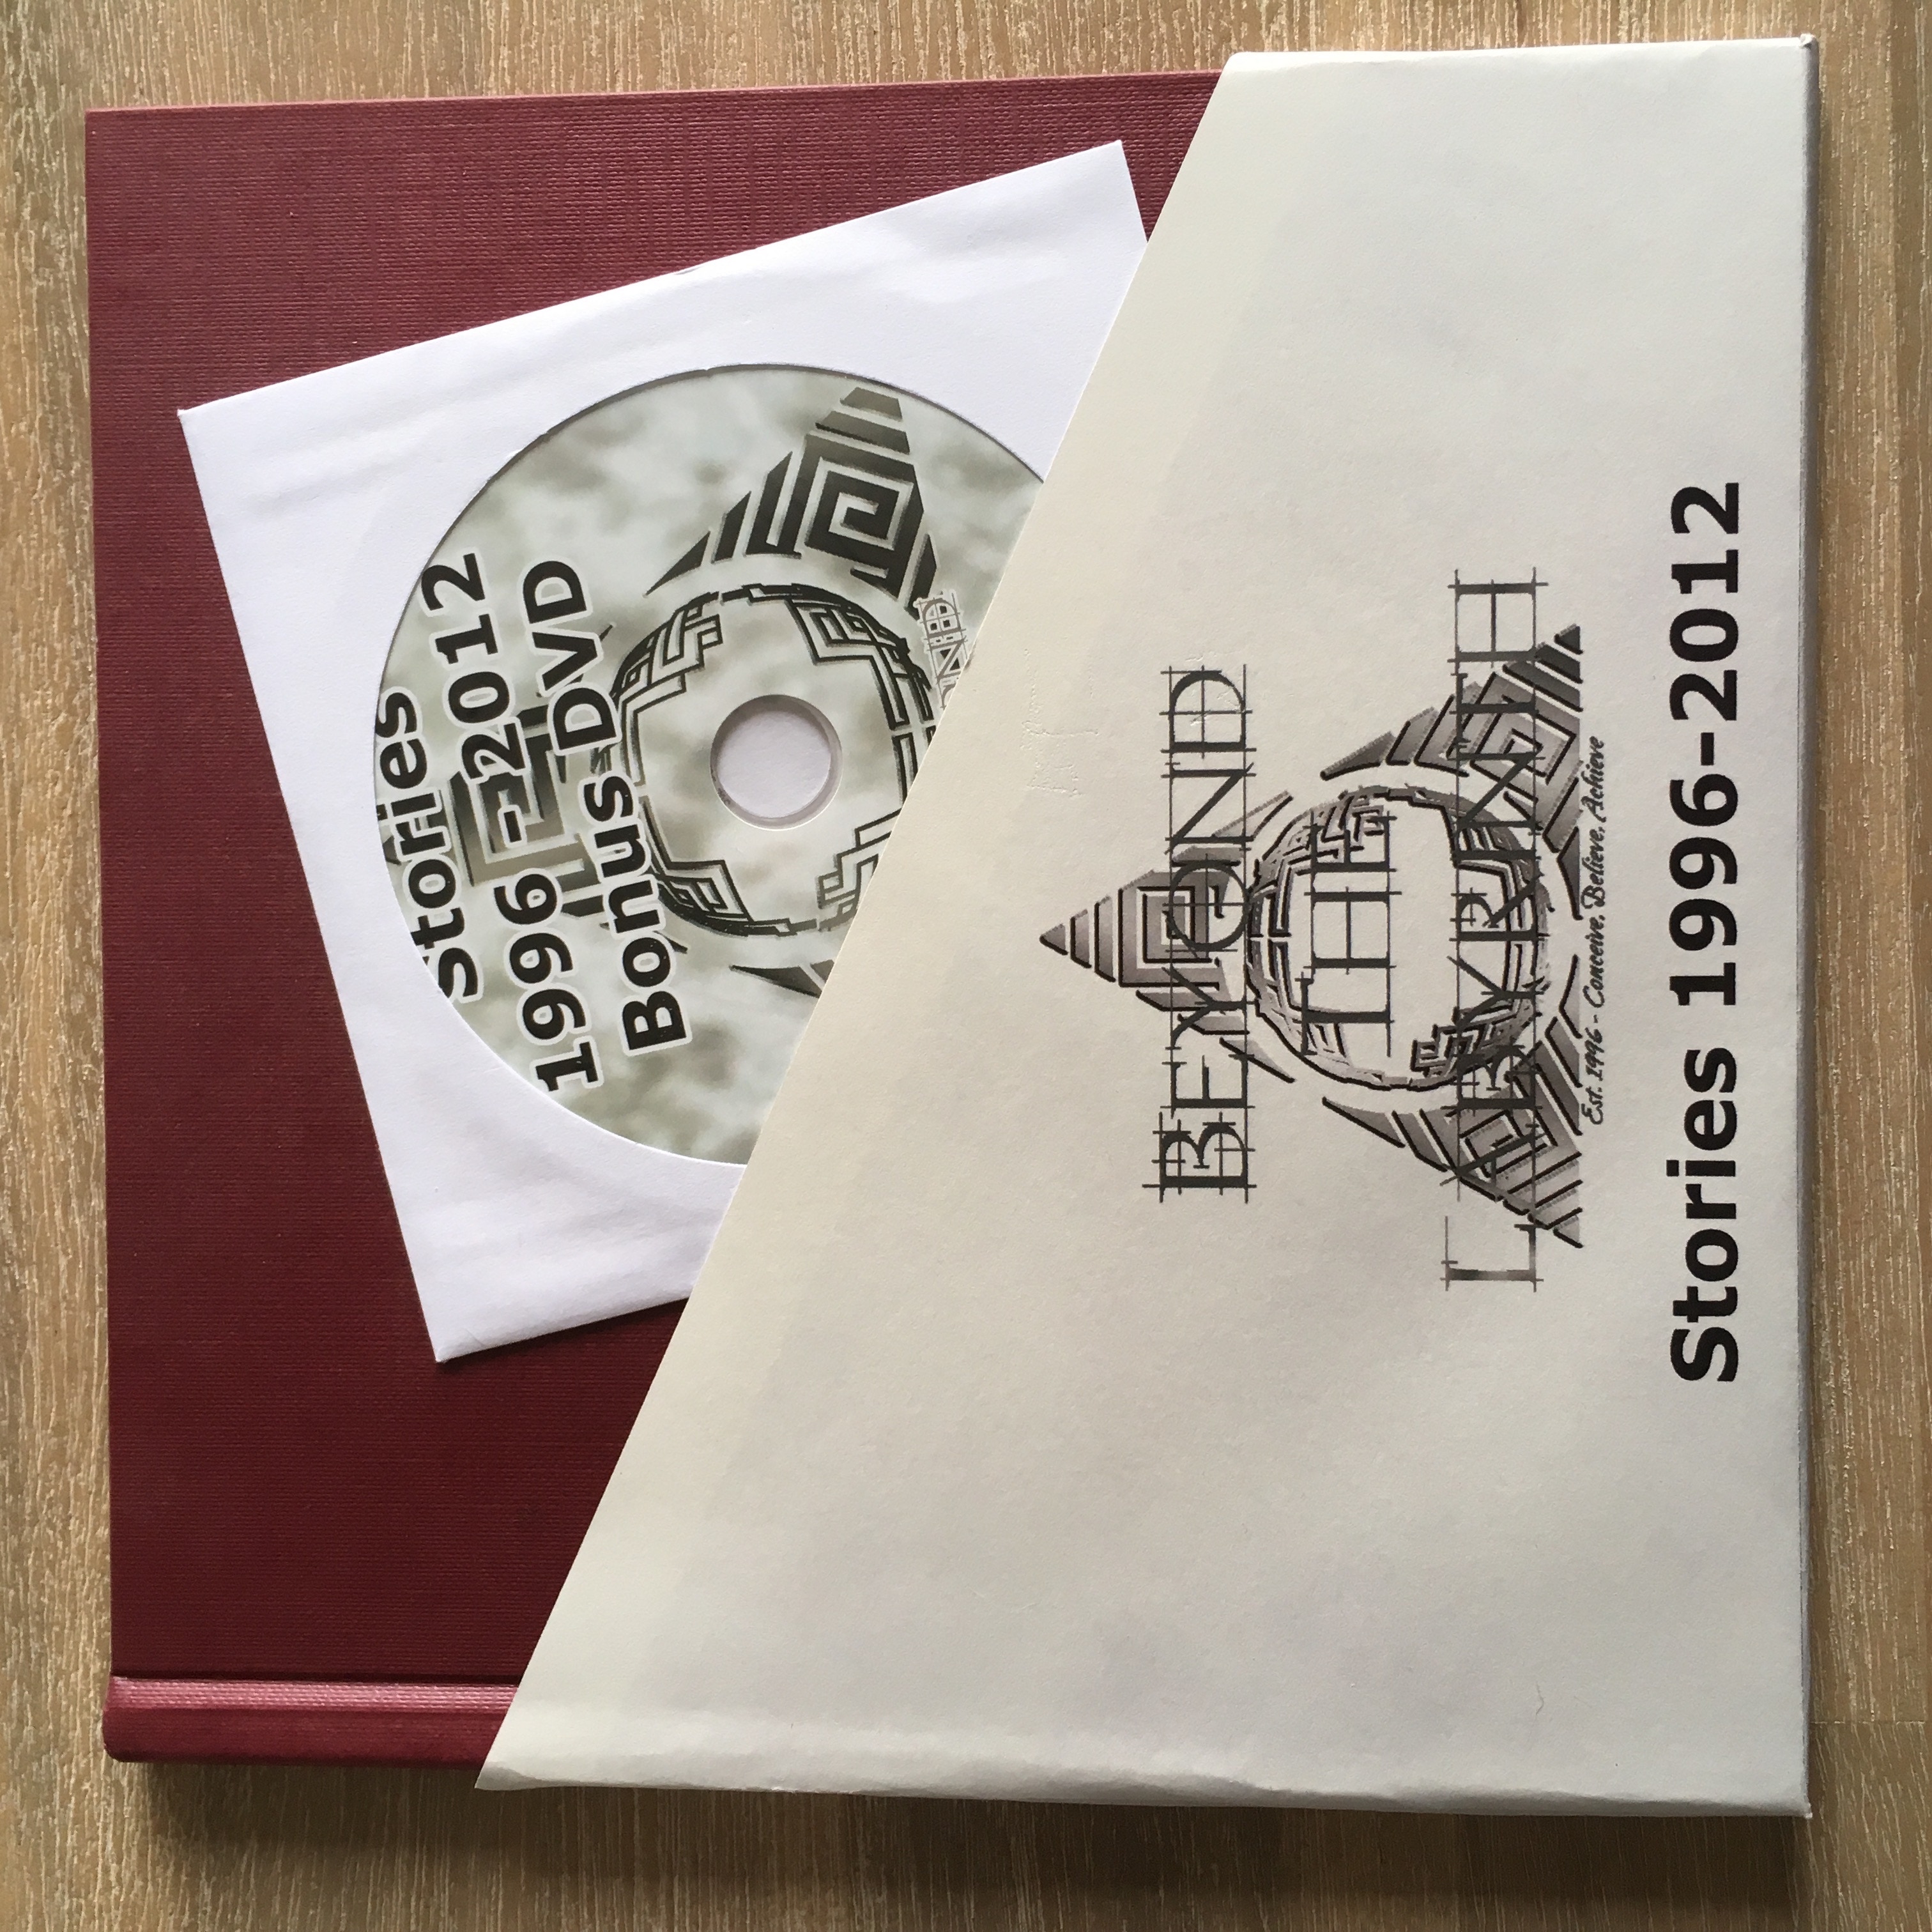 Stories
1996 - 2012
Bonus DVD
BEYOND
THE
LABYRINTH
Est. 1996 - Conceive, Believe, Achieve
Stories 1996-2012